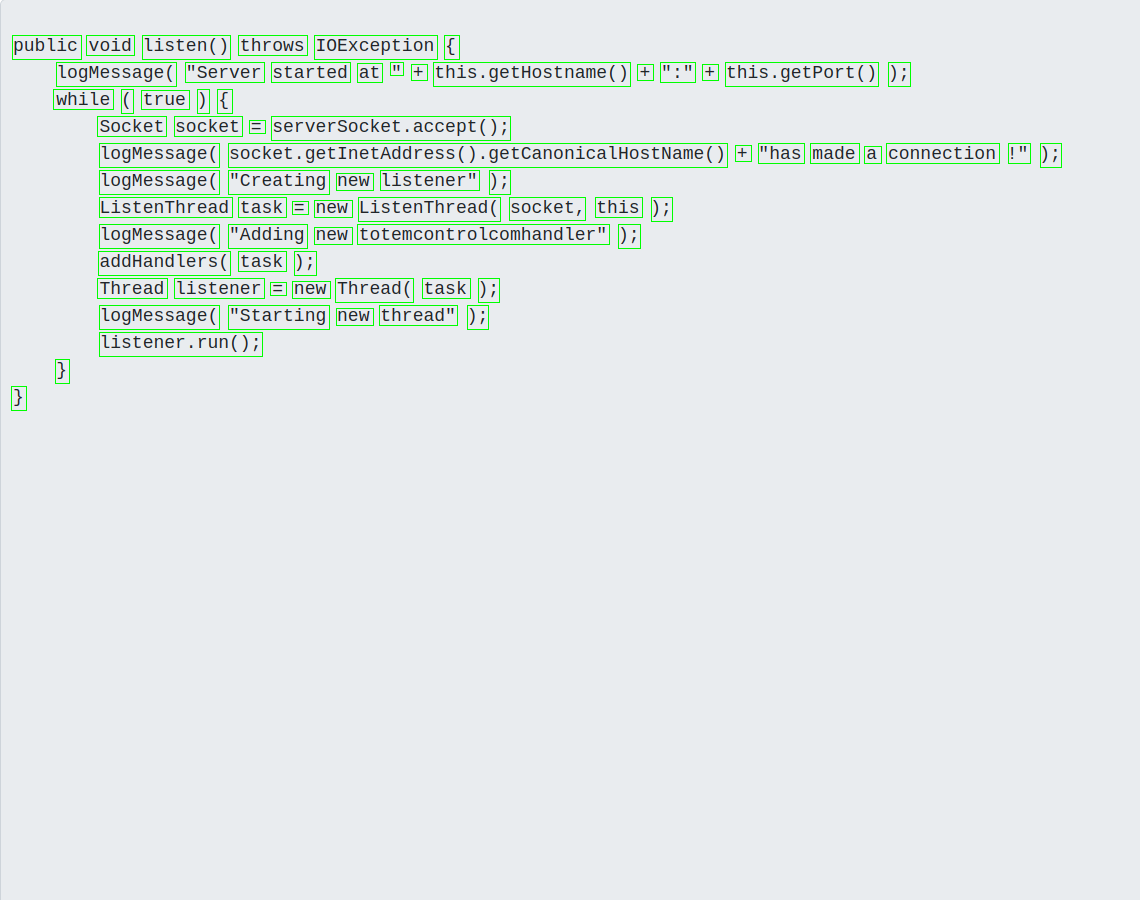 public void listen() throws IOException {
logMessage( "Server started at " + this.getHostname() + ":" + this.getPort() );
while ( true ) {
Socket socket = serverSocket.accept();
logMessage( socket.getInetAddress().getCanonicalHostName() + "has made a connection !" );
logMessage( "Creating new listener" );
ListenThread task = new ListenThread( socket, this );
logMessage( "Adding new totemcontrolcomhandler" );
addHandlers( task );
Thread listener = new Thread( task );
logMessage( "Starting new thread" );
listener.run();
}
}